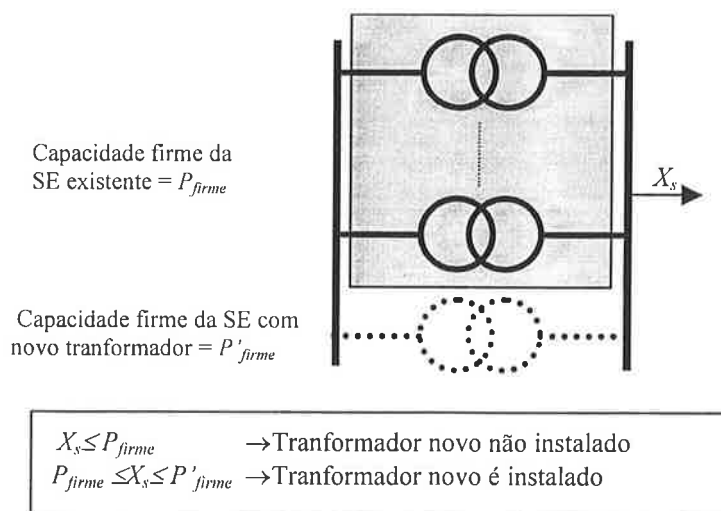 Capacidade firme da
SE existente = P_firme
X_s
Capacidade firme da SE com
novo tranformador = P'_firme
X_s ≤ P_firme → Tranformador novo não instalado
P_firme ≤ X_s ≤ P'_firme → Tranformador novo é instalado